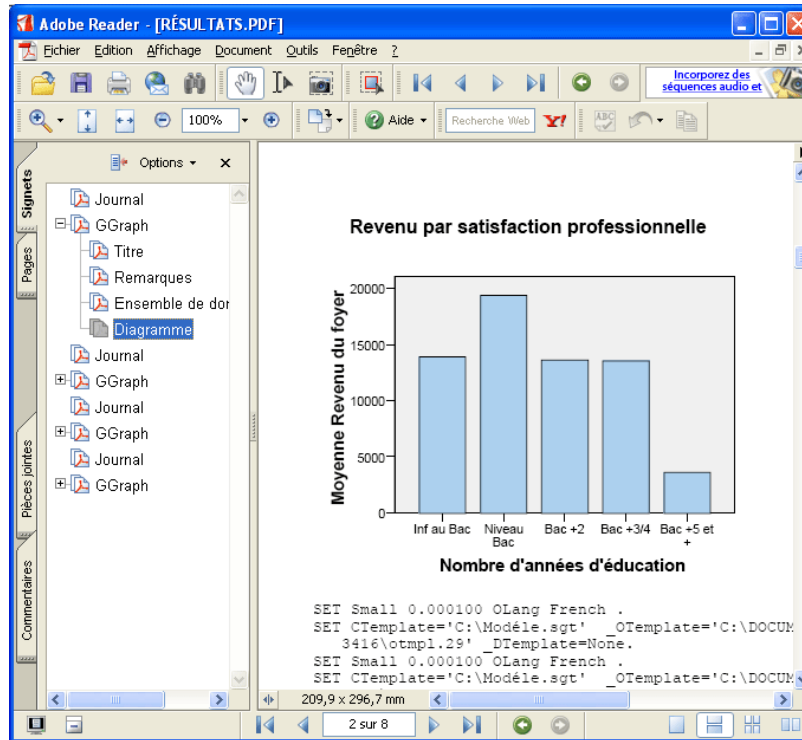 Adobe Reader - [RÉSULTATS.PDF]
Fichier Edition Affichage Document Outils Fenêtre ?
Incorporez des
séquences audio et
100%
Aide
Recherche Web
Y!
ABC
Options
x
Signets
Pages
Pièces jointes
Commentaires
Journal
GGraph
Titre
Remarques
Ensemble de dor
Diagramme
Journal
GGraph
Journal
GGraph
Journal
GGraph
Revenu par satisfaction professionnelle
Moyenne Revenu du foyer
20000
15000
10000
5000
0
Inf au Bac
Niveau
Bac
Bac +2
Bac +3/4
Bac +5 et
+
Nombre d'années d'éducation
SET Small 0.000100 OLang French .
SET CTemplate='C:\Modéle.sgt' _OTemplate='C:\DOCUM
3416\otmpl.29' _DTemplate=None.
SET Small 0.000100 OLang French .
SET CTemplate='C:\Modéle.sgt' _OTemplate='C:\DOCUM
209,9 x 296,7 mm
2 sur 8